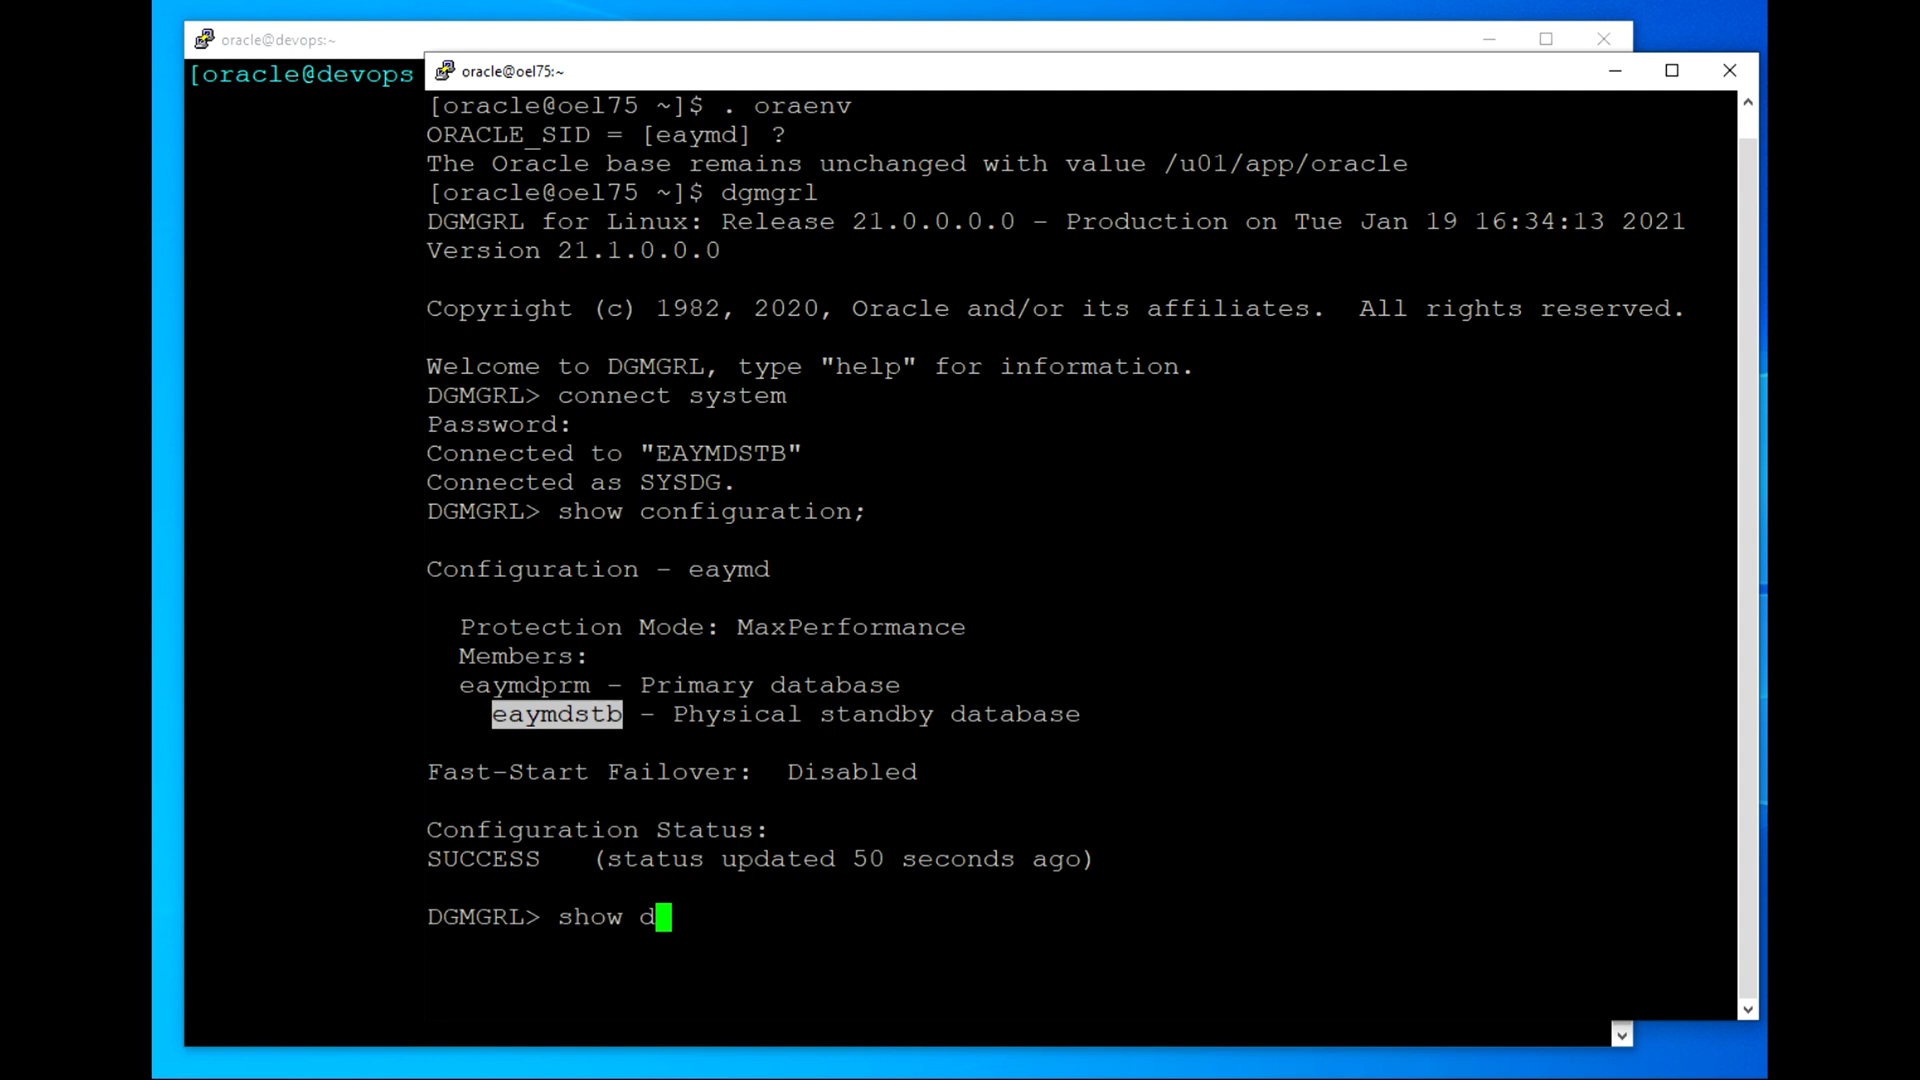 oracle@devops:~
[oracle@devops
oracle@oel75:~
[oracle@oel75 ~]$ . oraenv
ORACLE_SID = [eaymd] ?
The Oracle base remains unchanged with value /u01/app/oracle
[oracle@oel75 ~]$ dgmgrl
DGMGRL for Linux: Release 21.0.0.0.0 - Production on Tue Jan 19 16:34:13 2021
Version 21.1.0.0.0
Copyright (c) 1982, 2020, Oracle and/or its affiliates.  All rights reserved.
Welcome to DGMGRL, type "help" for information.
DGMGRL> connect system
Password:
Connected to "EAYMDSTB"
Connected as SYSDG.
DGMGRL> show configuration;
Configuration - eaymd
Protection Mode: MaxPerformance
Members:
eaymdprm - Primary database
eaymdstb - Physical standby database
Fast-Start Failover:  Disabled
Configuration Status:
SUCCESS   (status updated 50 seconds ago)
DGMGRL> show d